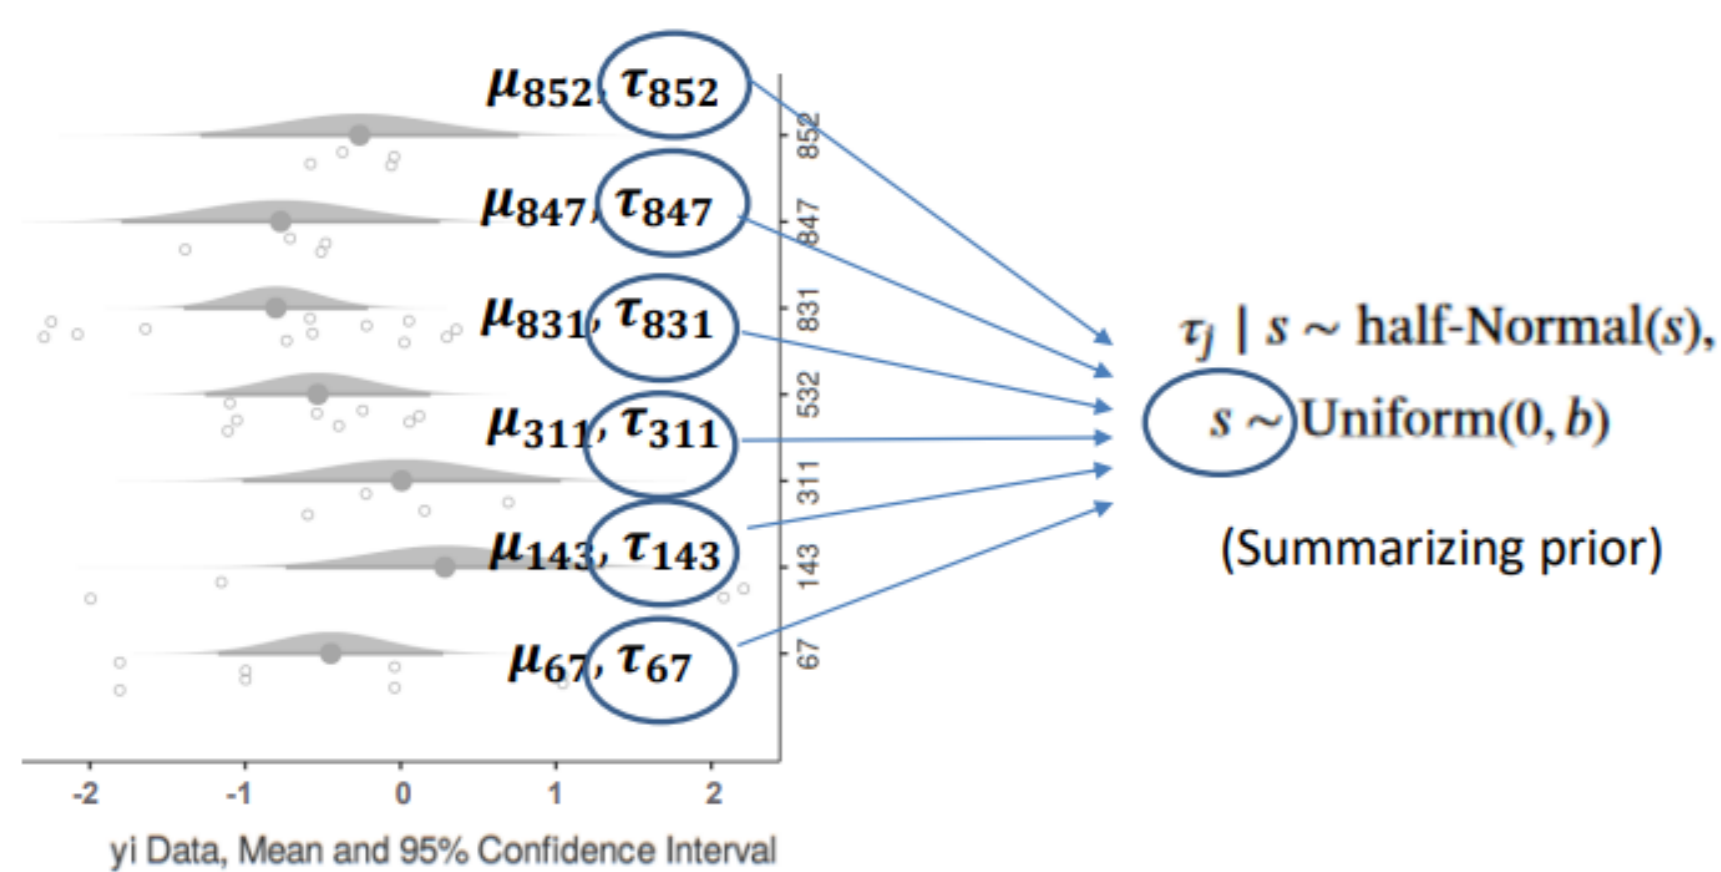 μ852, τ852
852
μ847, τ847
847
μ831, τ831
831
532
μ311, τ311
311
μ143, τ143
143
μ67, τ67
67
τj | s ~ half-Normal(s),
s ~ Uniform(0, b)
(Summarizing prior)
-2 -1 0 1 2
yi Data, Mean and 95% Confidence Interval